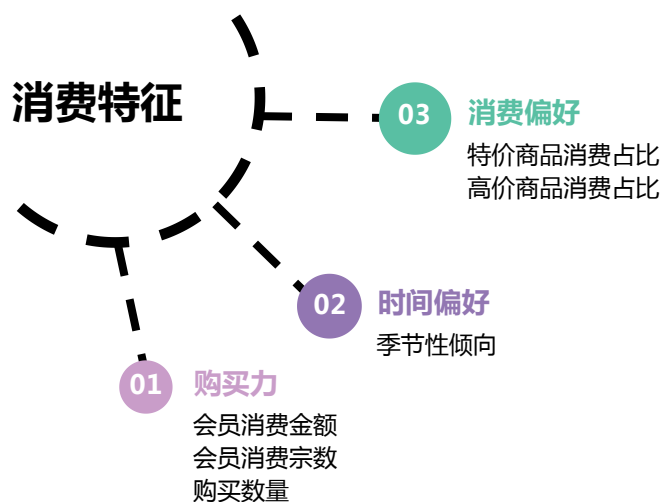 消费特征
03
消费偏好
特价商品消费占比
高价商品消费占比
02
时间偏好
季节性倾向
01
购买力
会员消费金额
会员消费宗数
购买数量